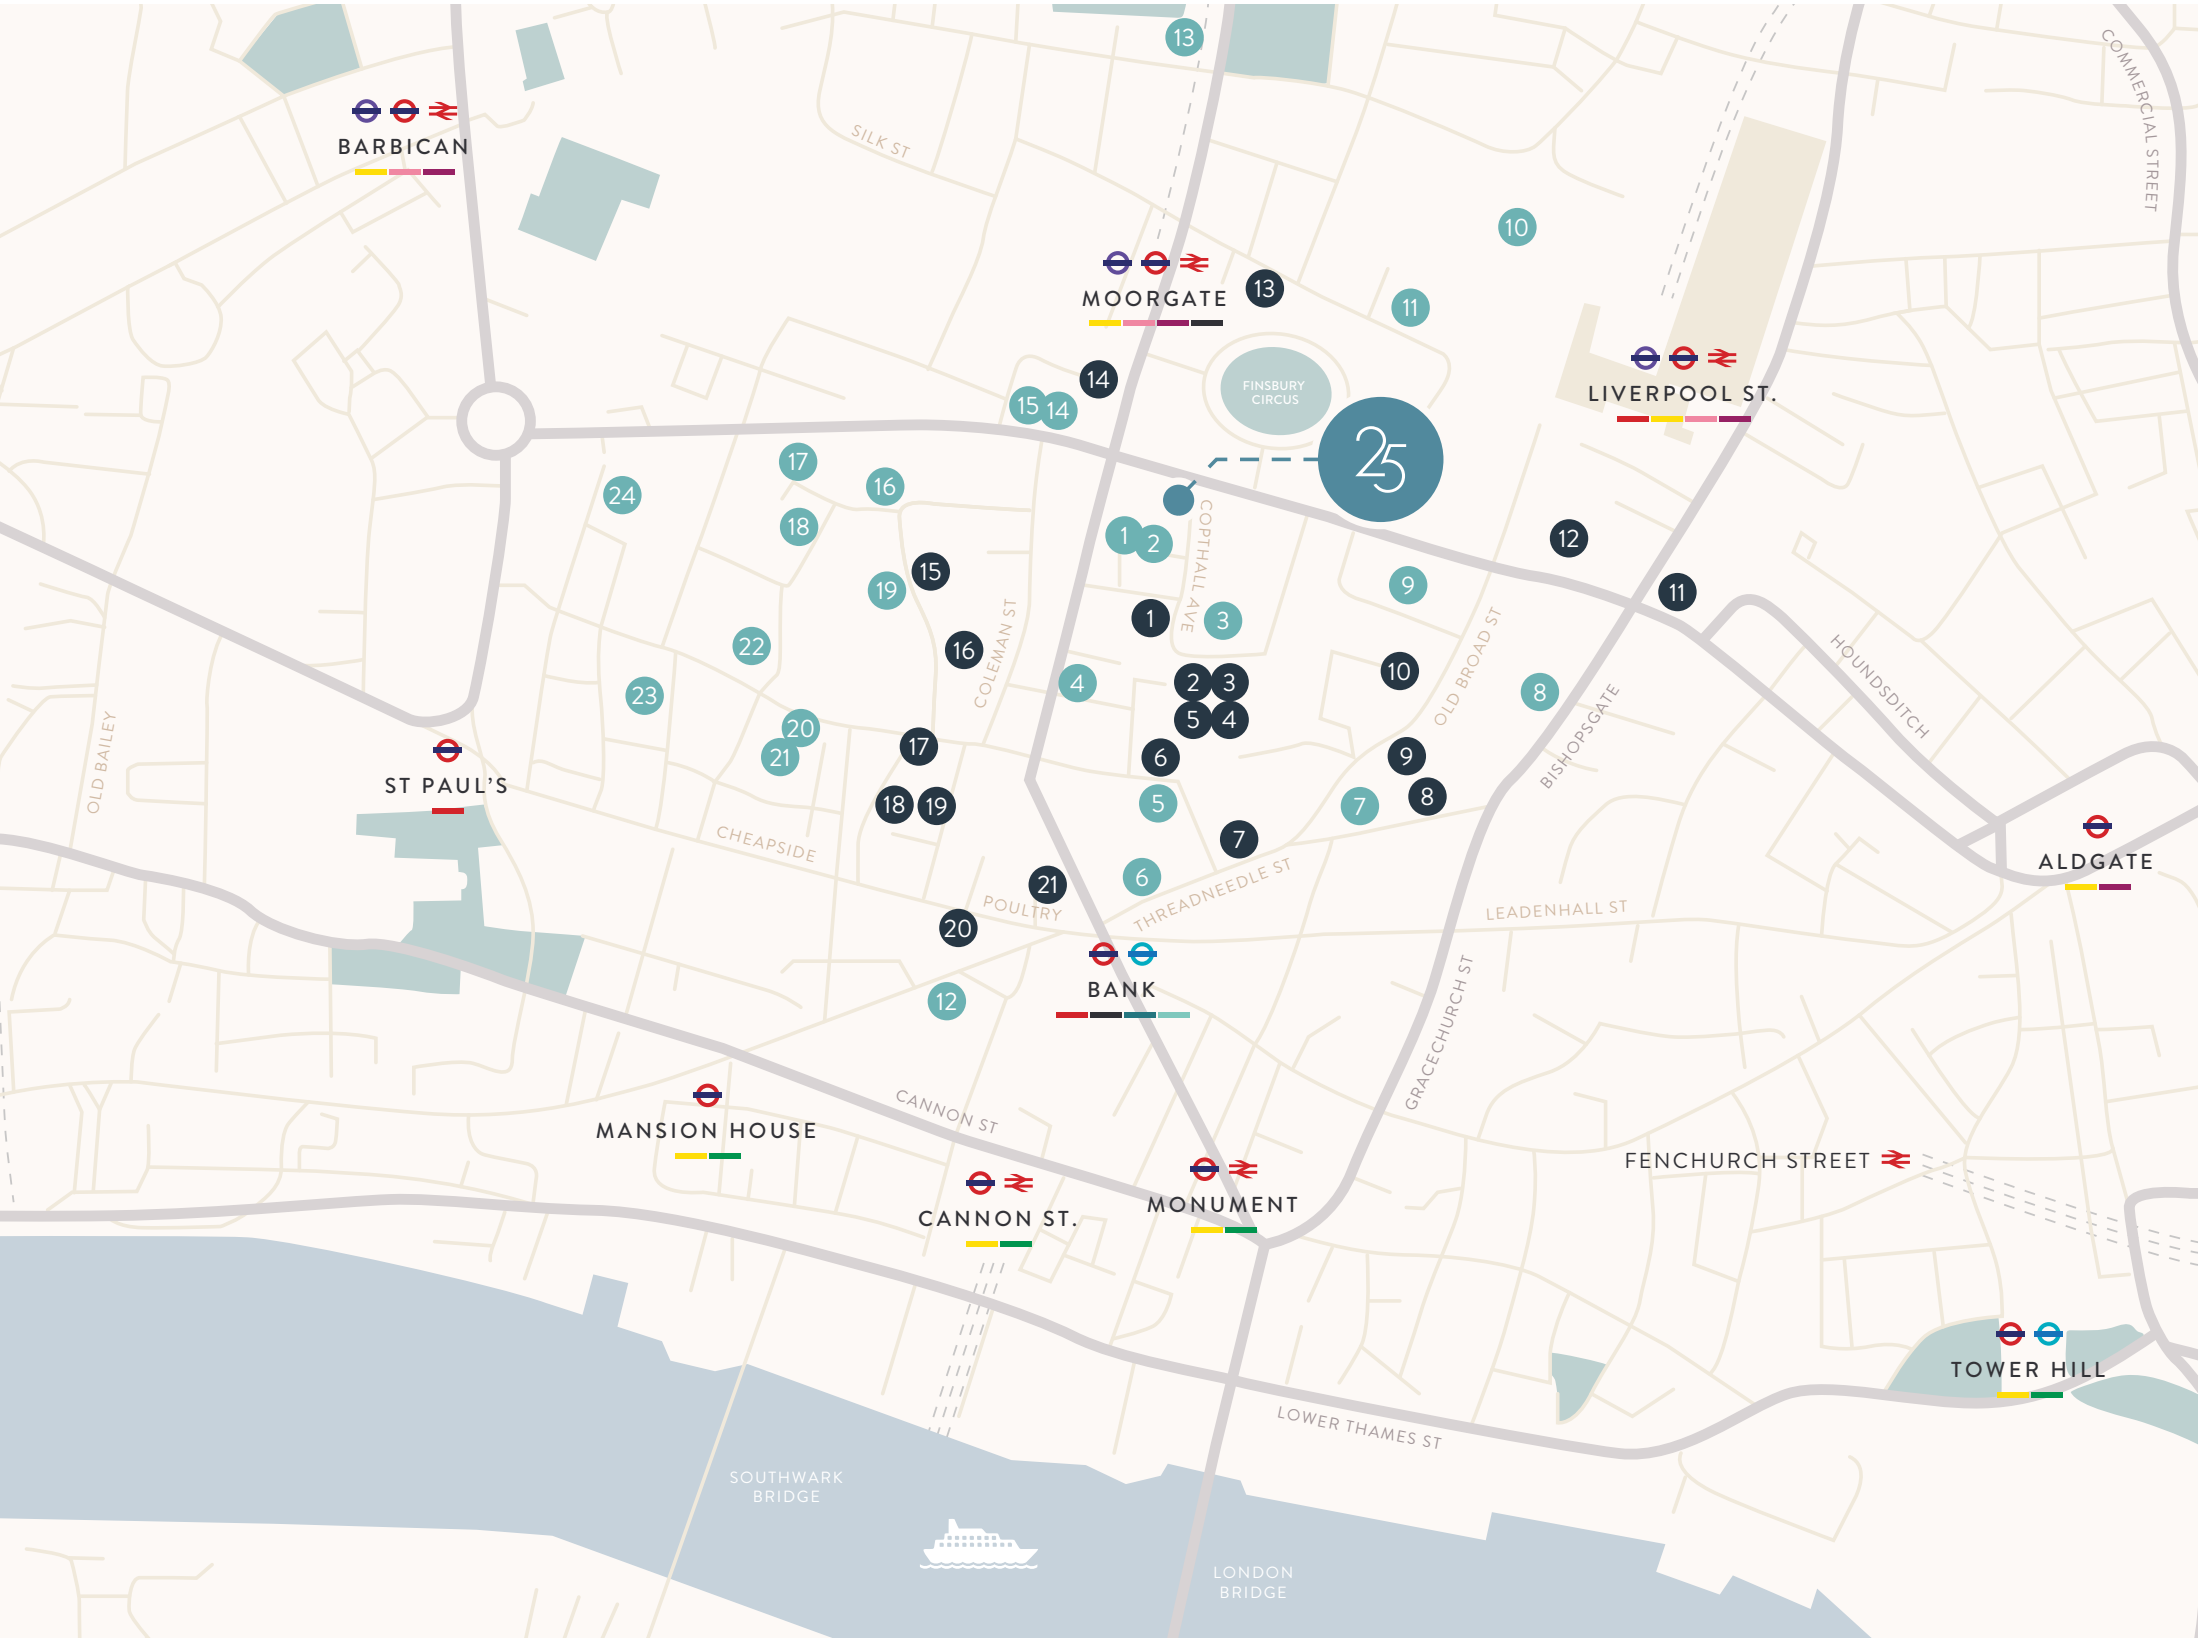 13
COMMERCIAL STREET
BARBICAN
SILK ST
10
MOORGATE
13
11
FINSBURY
CIRCUS
LIVERPOOL ST.
14
15
14
25
17
16
24
18
COPTHALL AVE
1
2
12
15
19
9
11
1
3
COLEMAN ST
OLD BROAD ST
HOUNDSDITCH
22
16
10
4
2
3
8
23
5
4
BISHOPSGATE
OLD BAILEY
20
21
17
6
9
ST PAUL'S
18
19
5
7
8
CHEAPSIDE
7
ALDGATE
21
6
THREADNEEDLE ST
POULTRY
LEADENHALL ST
20
BANK
12
GRACECHURCH ST
CANNON ST
MANSION HOUSE
FENCHURCH STREET
CANNON ST.
MONUMENT
TOWER HILL
LOWER THAMES ST
SOUTHWARK
BRIDGE
LONDON
BRIDGE